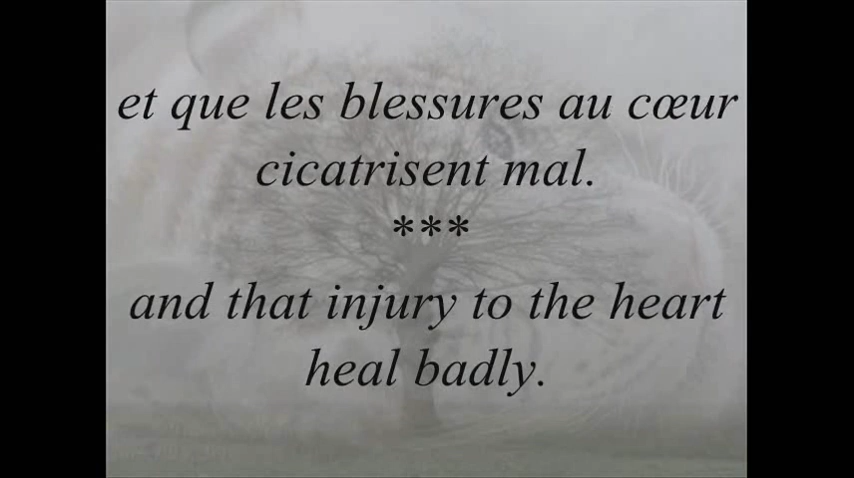 et que les blessures au cœur
cicatrisent mal.
***
and that injury to the heart
heal badly.